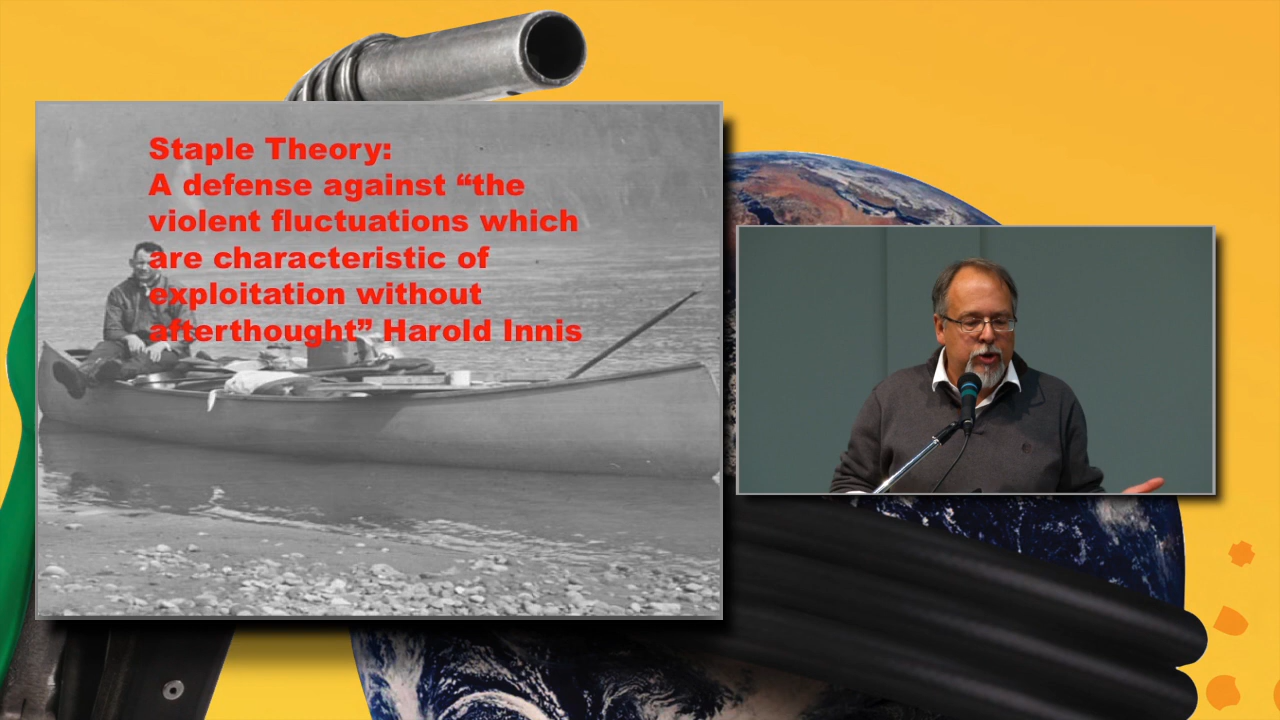 Staple Theory:
A defense against “the
violent fluctuations which
are characteristic of
exploitation without
afterthought” Harold Innis